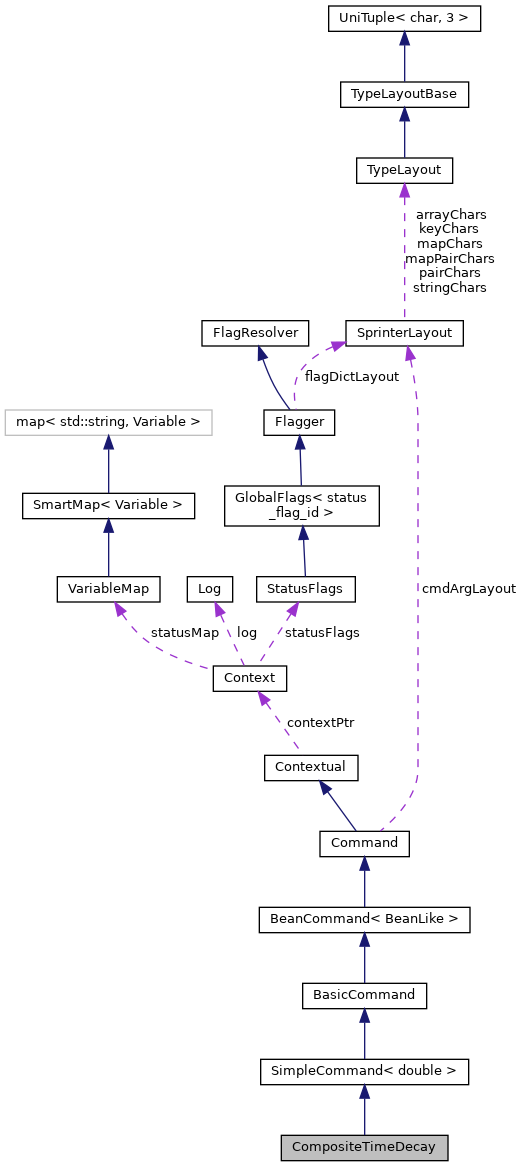 UniTuple< char, 3 >
TypeLayoutBase
TypeLayout
arrayChars
keyChars
mapChars
mapPairChars
pairChars
stringChars
FlagResolver
SprinterLayout
flagDictLayout
map< std::string, Variable >
Flagger
SmartMap< Variable >
GlobalFlags< status
_flag_id >
VariableMap
Log
StatusFlags
cmdArgLayout
statusMap
log
statusFlags
Context
contextPtr
Contextual
Command
BeanCommand< BeanLike >
BasicCommand
SimpleCommand< double >
CompositeTimeDecay